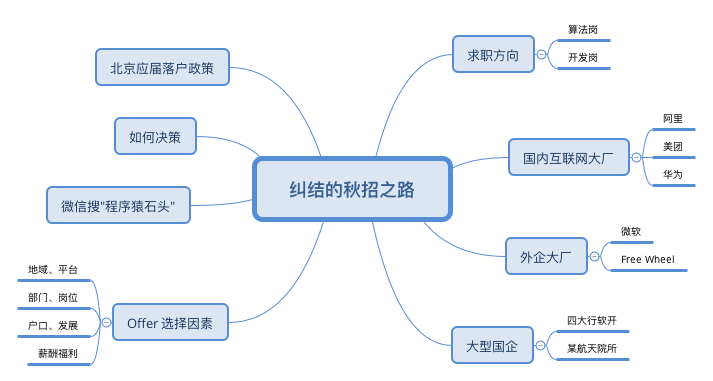 纠结的秋招之路
求职方向
算法岗
开发岗
国内互联网大厂
阿里
美团
华为
外企大厂
微软
Free Wheel
大型国企
四大行软开
某航天院所
北京应届落户政策
如何决策
微信搜"程序猿石头"
Offer 选择因素
地域、平台
部门、岗位
户口、发展
薪酬福利